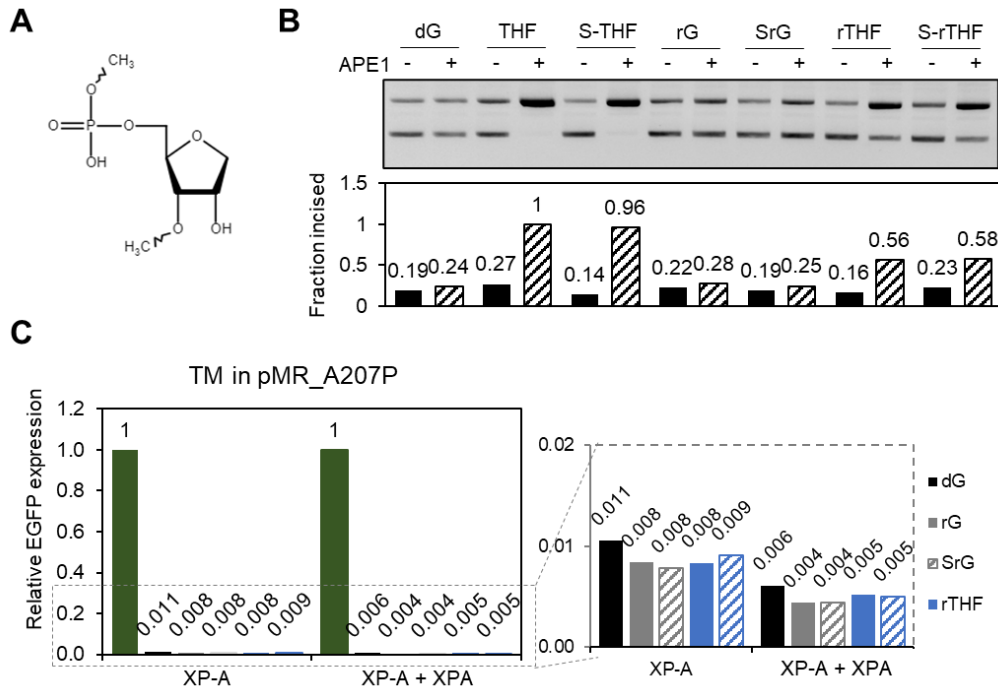 A
CH₃
O
O=P—O
O
OH
O
OH
H₃C
B
dG THF S-THF rG SrG rTHF S-rTHF
APE1 - + - + - + - + - + - + - +
Fraction incised
1.5
1
0.5
0
0.19 0.24 0.27 1 0.14 0.96 0.22 0.28 0.19 0.25 0.16 0.56 0.23 0.58
C
TM in pMR_A207P
Relative EGFP expression
1.2
1.0
0.8
0.6
0.4
0.2
0.0
1 0.011 0.008 0.008 0.008 0.009 1 0.006 0.004 0.004 0.005 0.005
XP-A XP-A + XPA
0.02
0.01
0.00
0.011 0.008 0.008 0.008 0.009 0.006 0.004 0.004 0.005 0.005
XP-A XP-A + XPA
dG
rG
SrG
rTHF